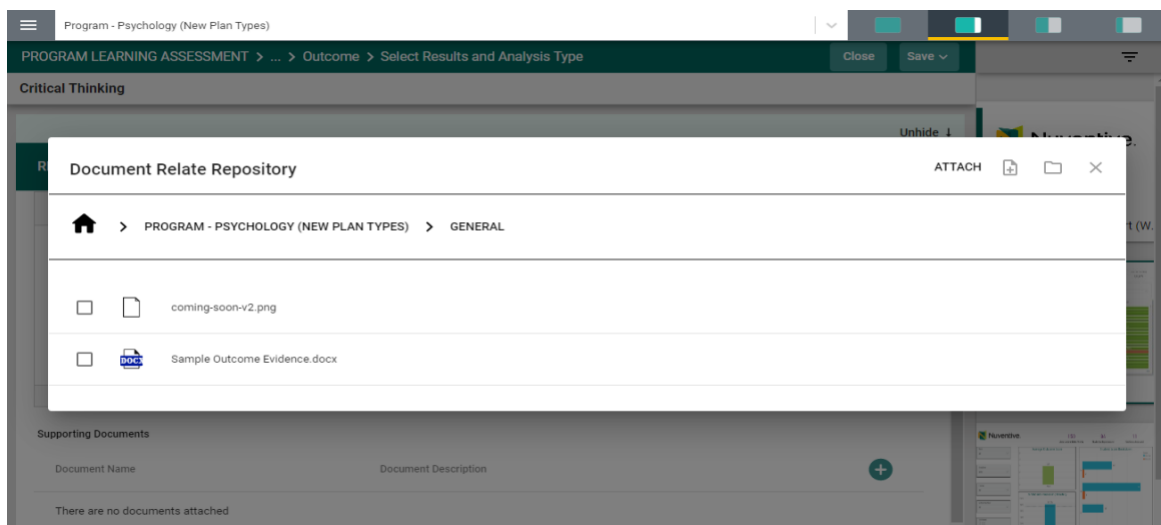 Program - Psychology (New Plan Types)
PROGRAM LEARNING ASSESSMENT > ... > Outcome > Select Results and Analysis Type
Close
Save
Critical Thinking
Unhide ↓
Document Relate Repository
ATTACH
PROGRAM - PSYCHOLOGY (NEW PLAN TYPES) > GENERAL
coming-soon-v2.png
DOCX
Sample Outcome Evidence.docx
Supporting Documents
Document Name
Document Description
There are no documents attached
Nuventive.